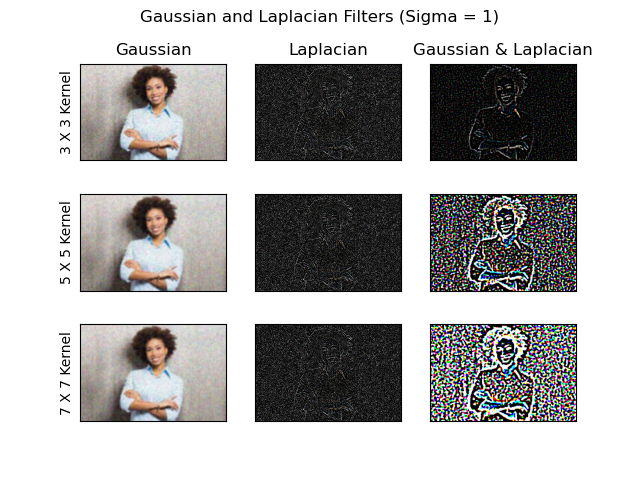 Gaussian and Laplacian Filters (Sigma = 1)
Gaussian
Laplacian
Gaussian & Laplacian
3 X 3 Kernel
5 X 5 Kernel
7 X 7 Kernel